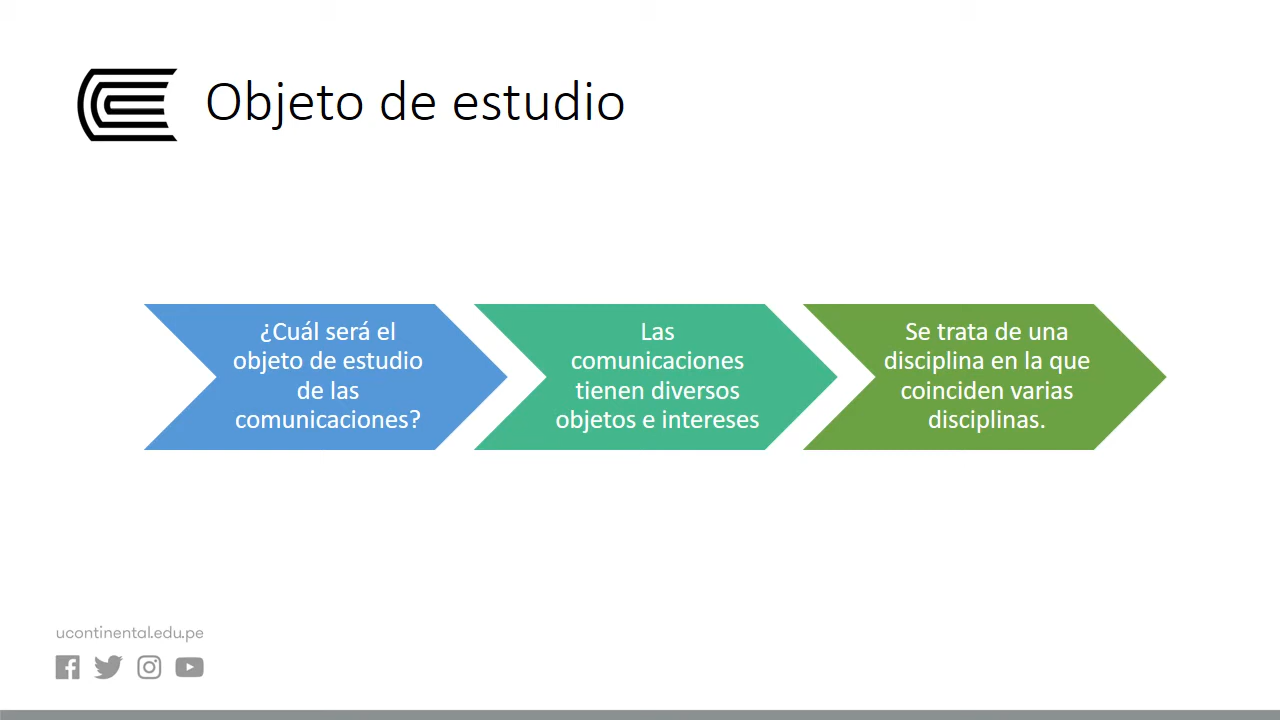 Objeto de estudio
¿Cuál será el
objeto de estudio
de las
comunicaciones?
Las
comunicaciones
tienen diversos
objetos e intereses
Se trata de una
disciplina en la que
coinciden varias
disciplinas.
ucontinental.edu.pe